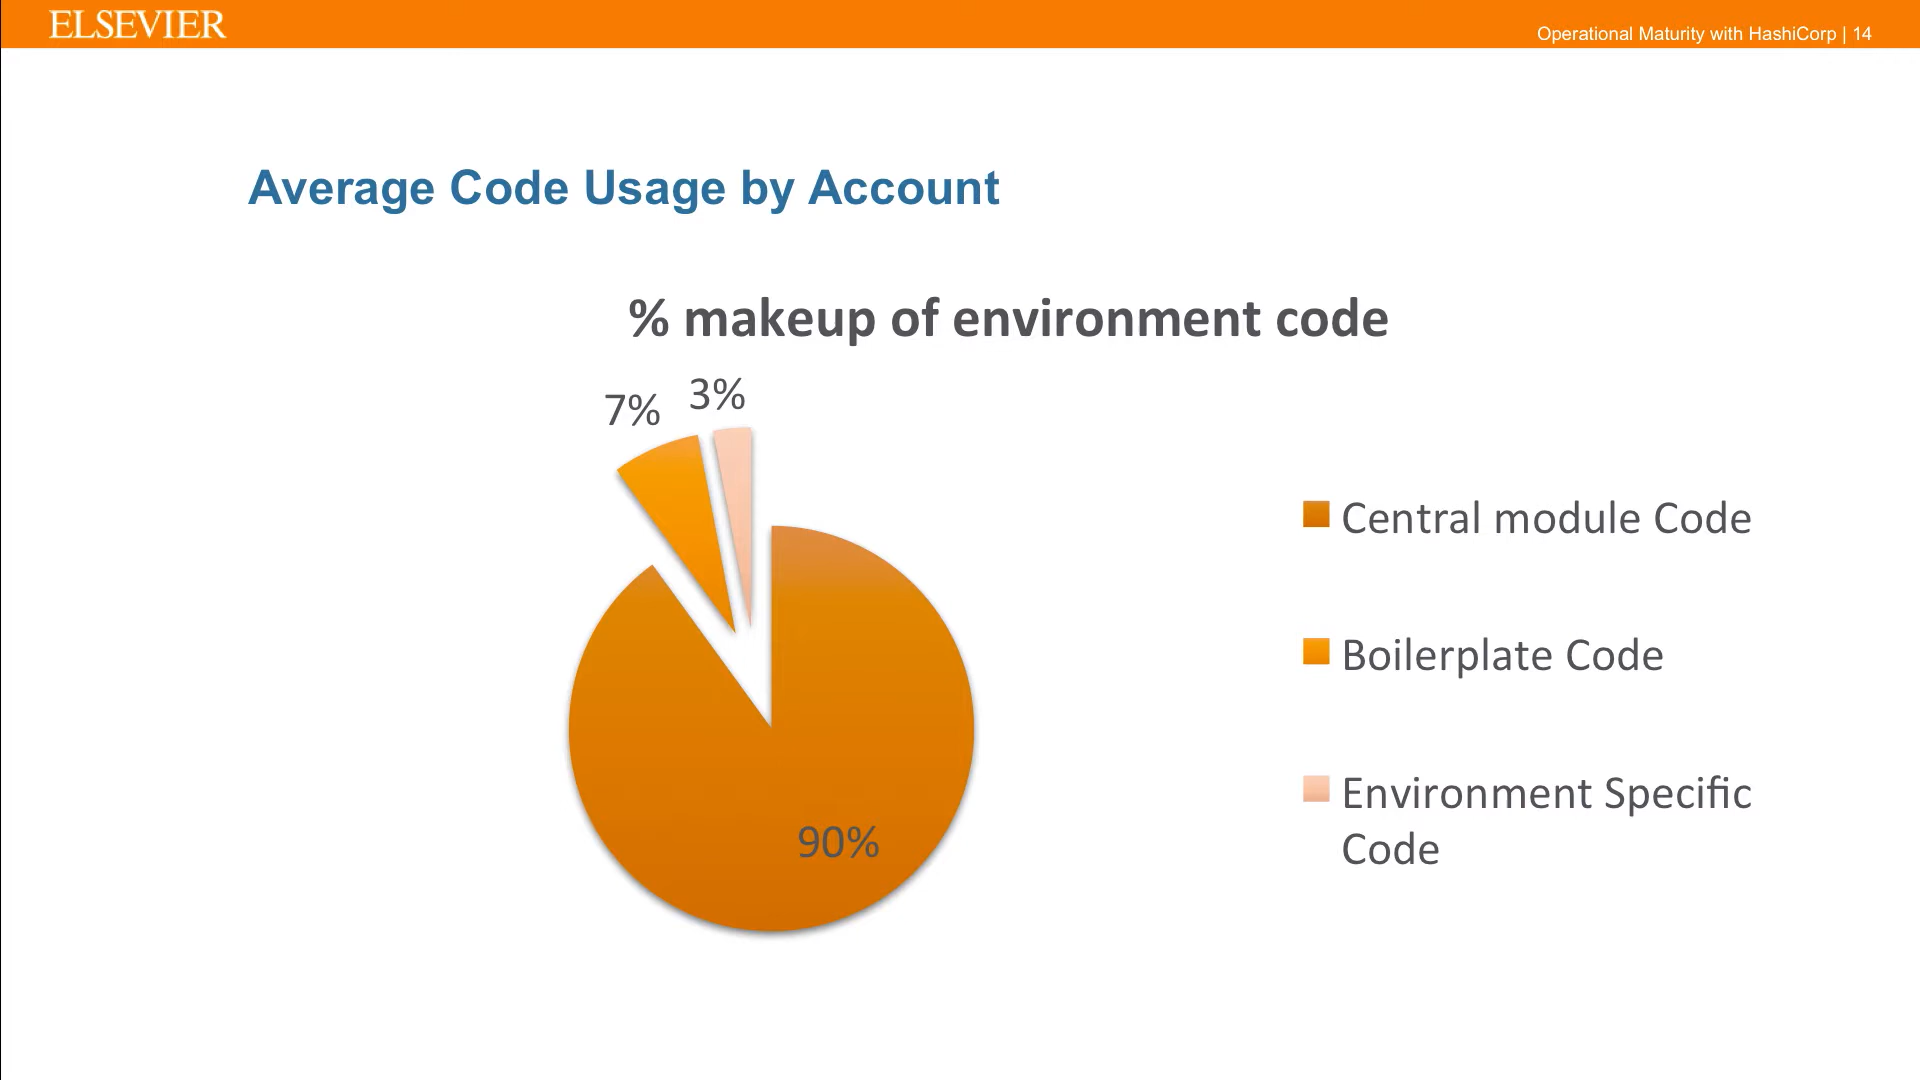 ELSEVIER
Operational Maturity with HashiCorp | 14
Average Code Usage by Account
% makeup of environment code
7%
3%
90%
Central module Code
Boilerplate Code
Environment Specific
Code